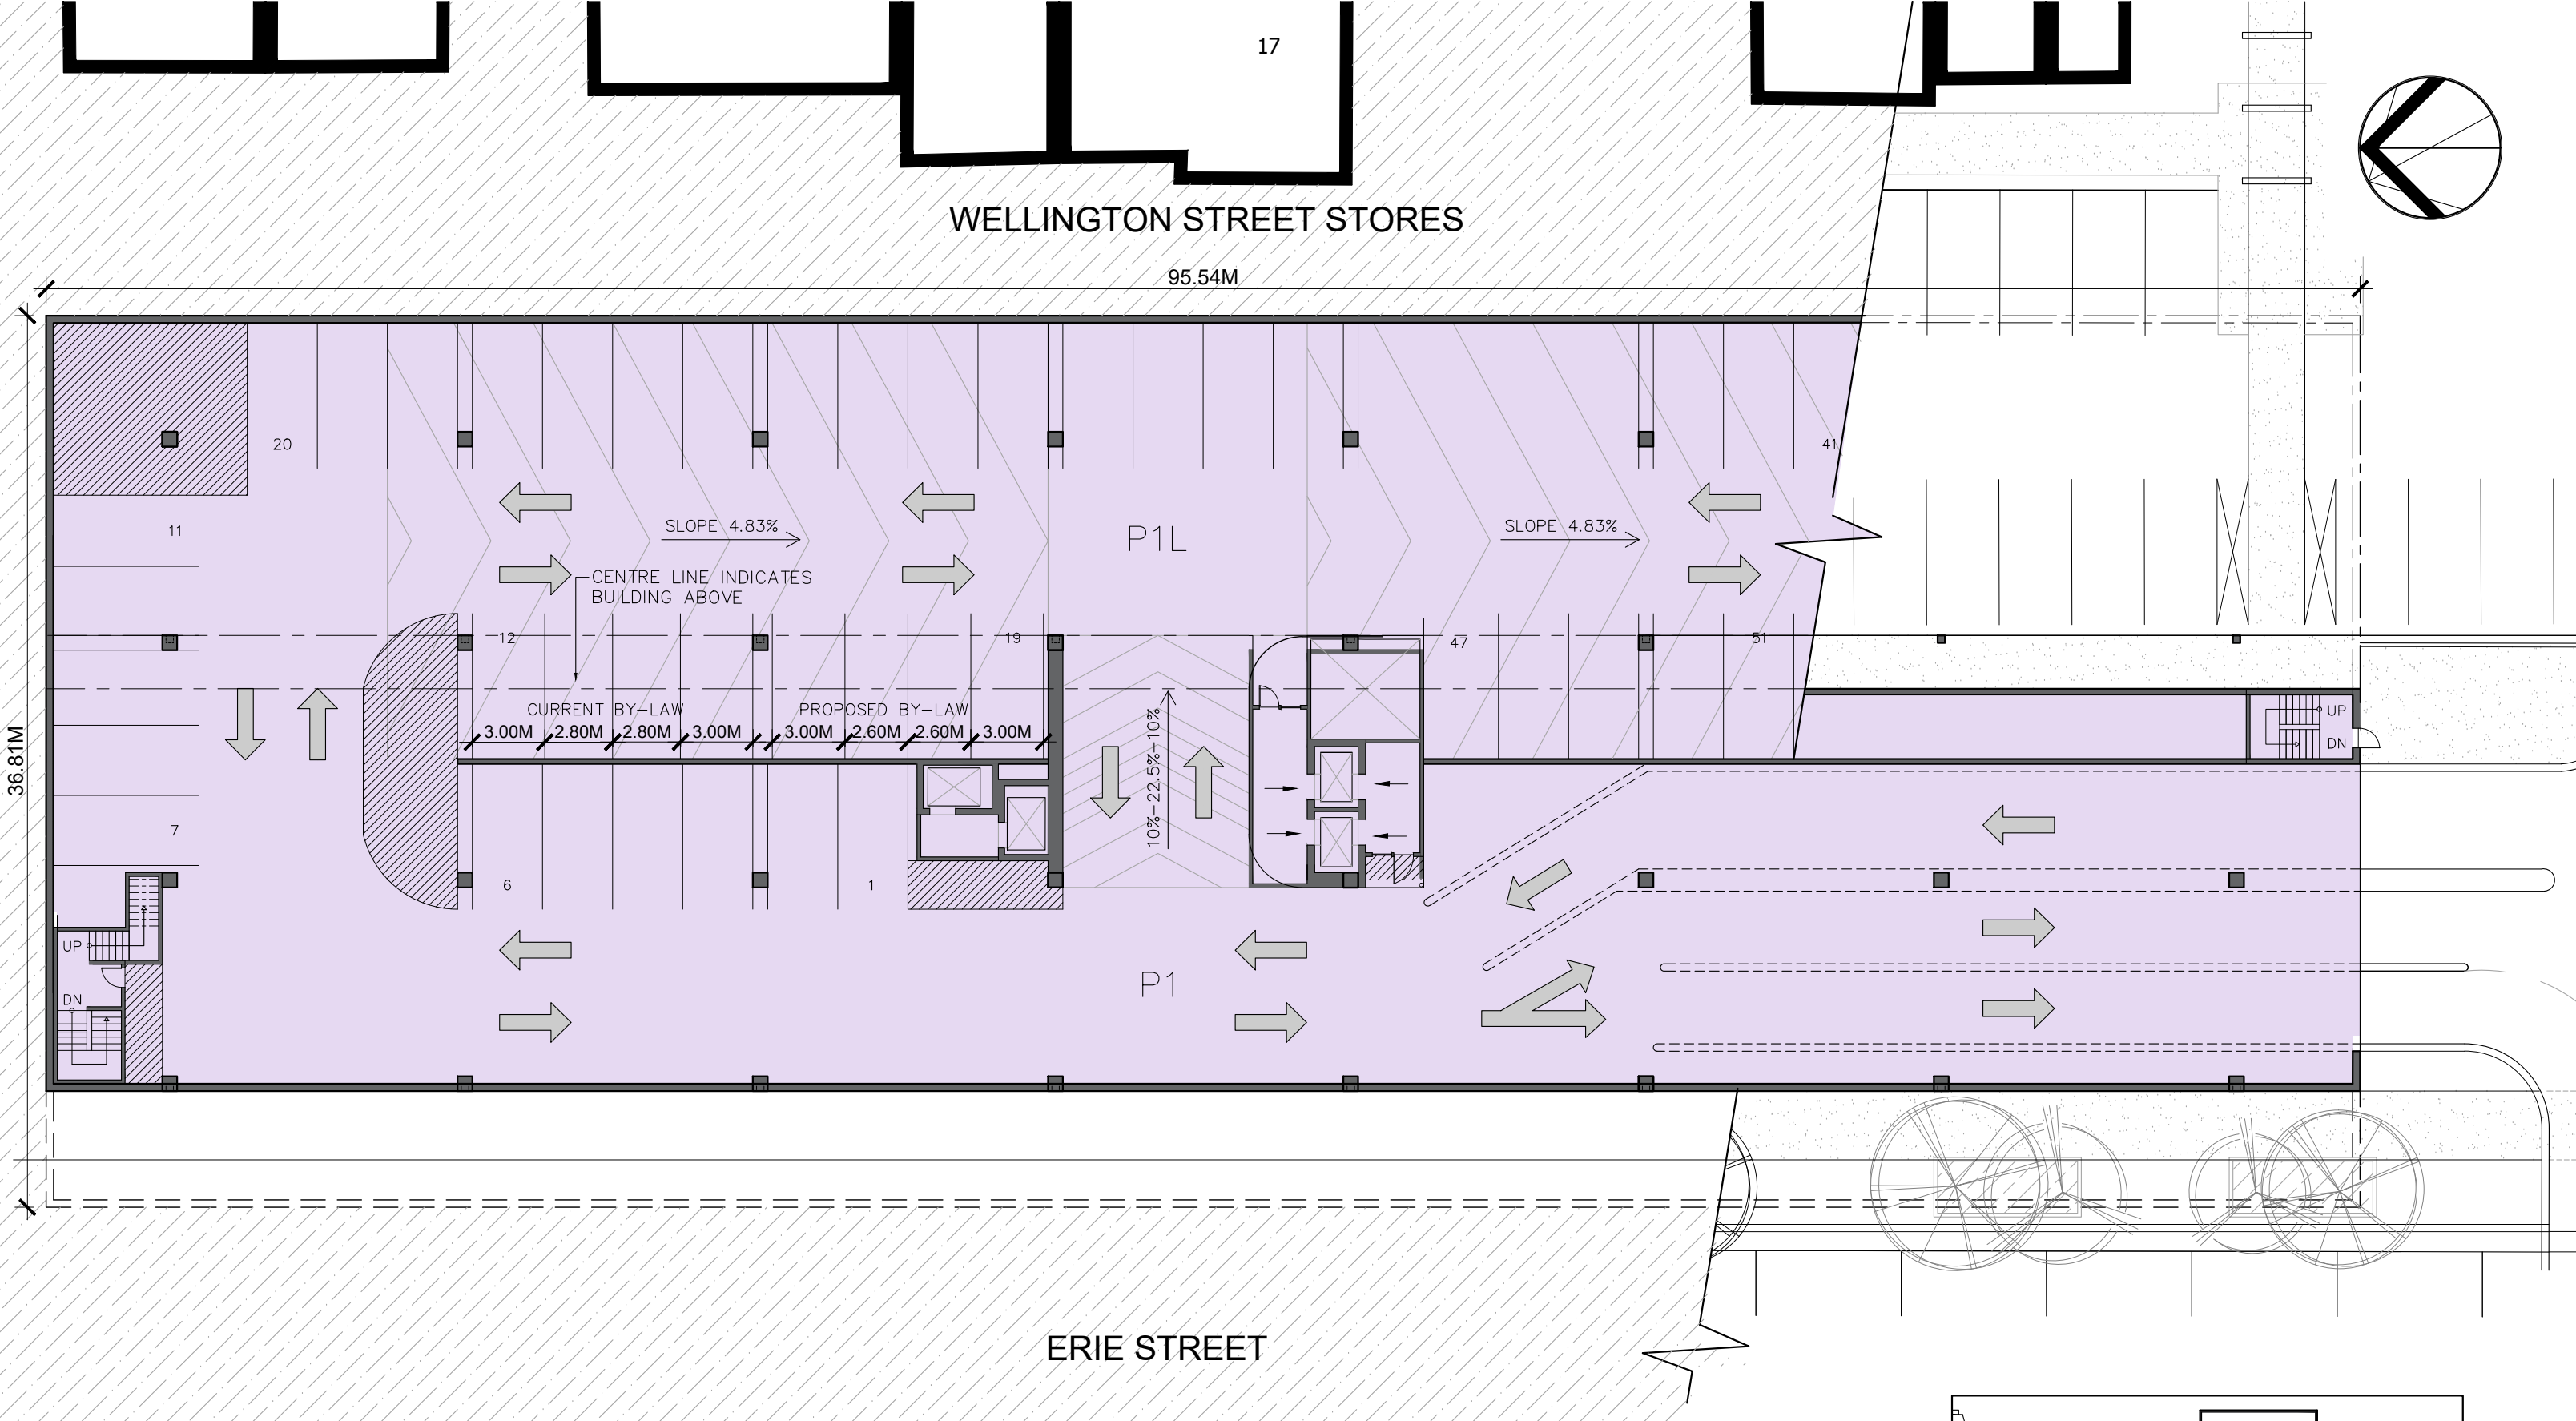 17
WELLINGTON STREET STORES
95.54M
20
41
11
SLOPE 4.83%
P1L
SLOPE 4.83%
CENTRE LINE INDICATES
BUILDING ABOVE
12
19
47
51
CURRENT BY-LAW
PROPOSED BY-LAW
3.00M
2.80M
2.80M
3.00M
3.00M
2.60M
2.60M
3.00M
UP
DN
36.81M
10%-22.5%-10%
7
6
1
UP
DN
P1
ERIE STREET